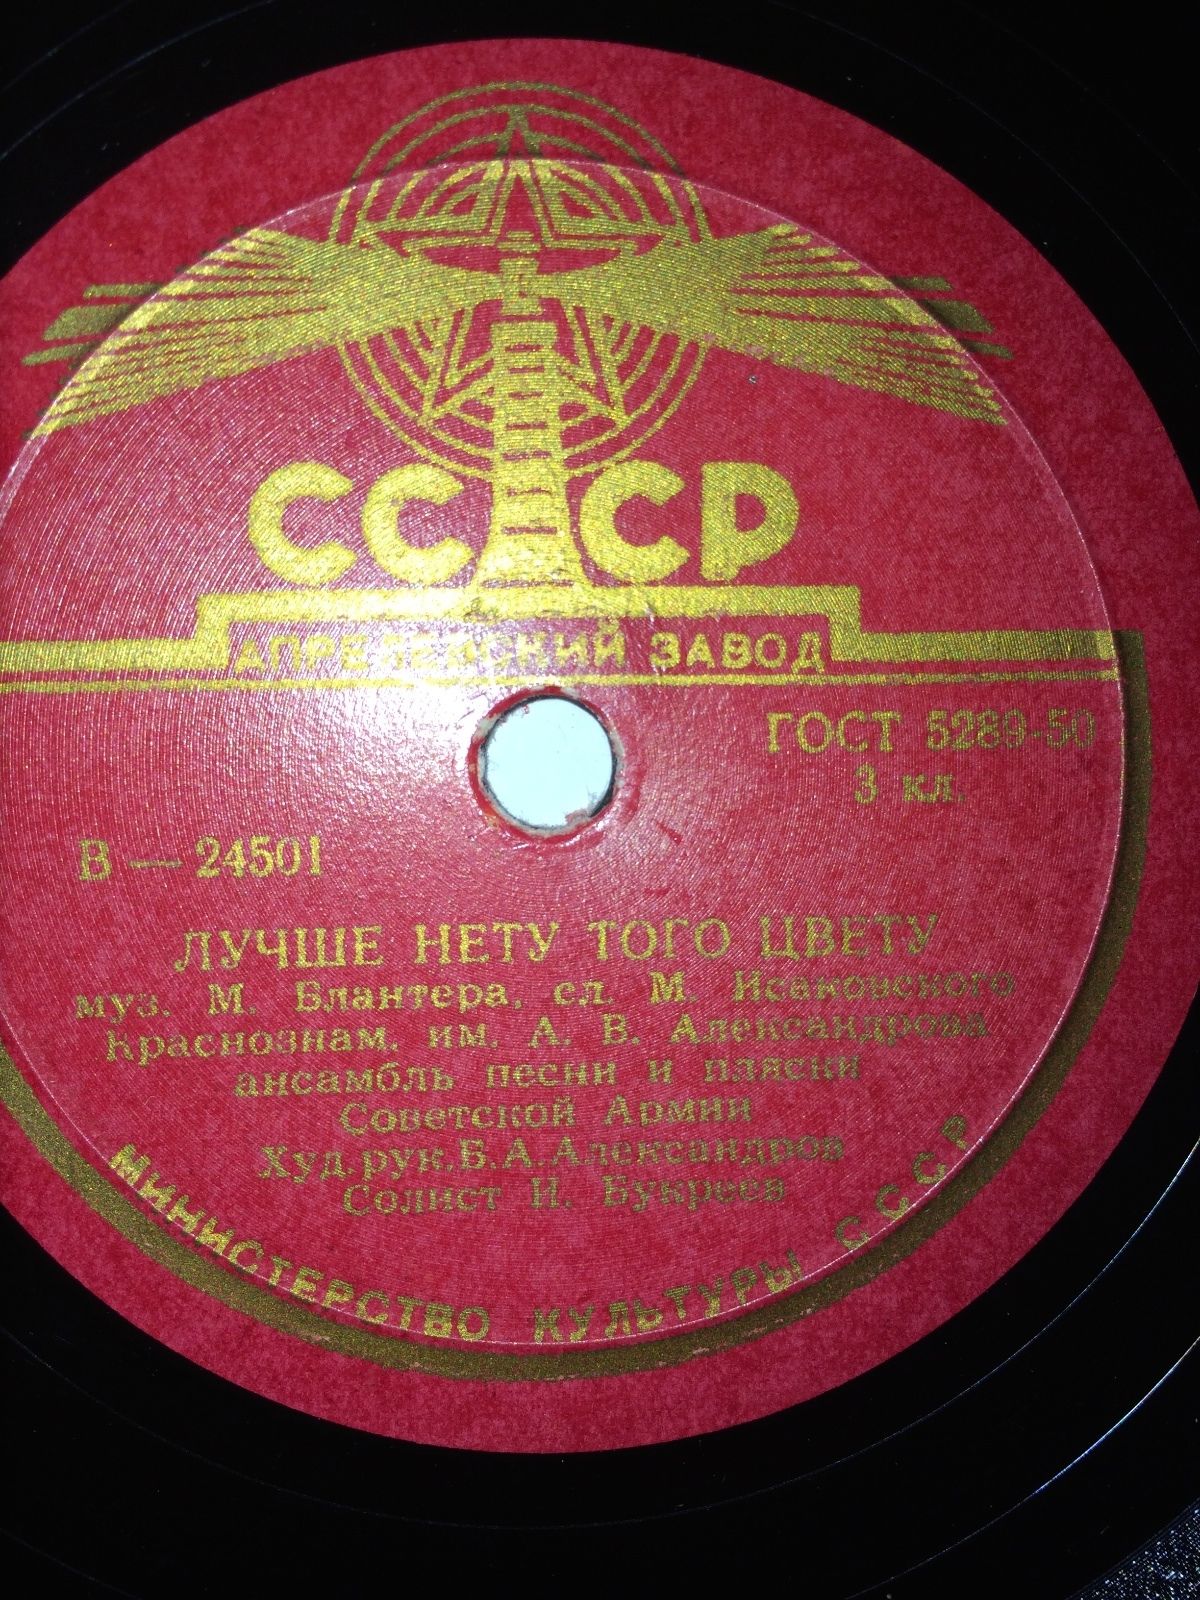 СССР
АПРЕЛЕВСКИЙ ЗАВОД
ГОСТ 5289-50
3 кл.
В — 24501
ЛУЧШЕ НЕТУ ТОГО ЦВЕТУ
муз. М. Блантера, сл. М. Исаковского
Краснознам. им. А. В. Александрова
ансамбль песни и пляски
Советской Армии
Худ.рук.Б.А.Александров
Солист И. Букреев
МИНИСТЕРСТВО КУЛЬТУРЫ СССР